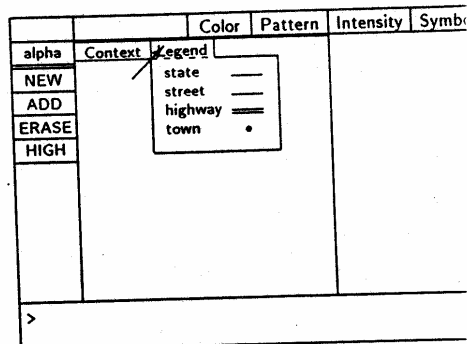 Color Pattern Intensity
alpha Context Legend
NEW
ADD
ERASE
HIGH
state
street
highway
town
>